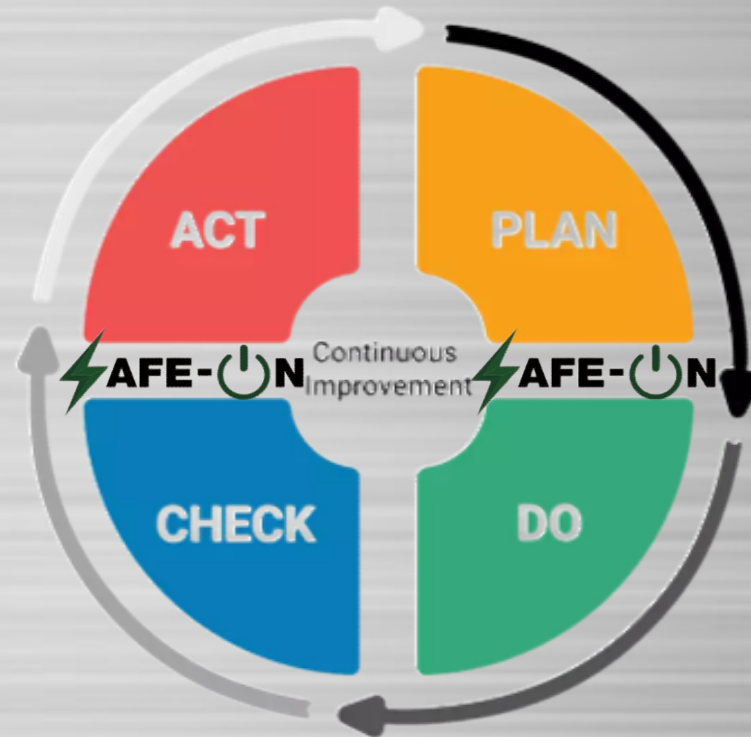 ACT
PLAN
SAFE-ON
Continuous
Improvement
SAFE-ON
CHECK
DO